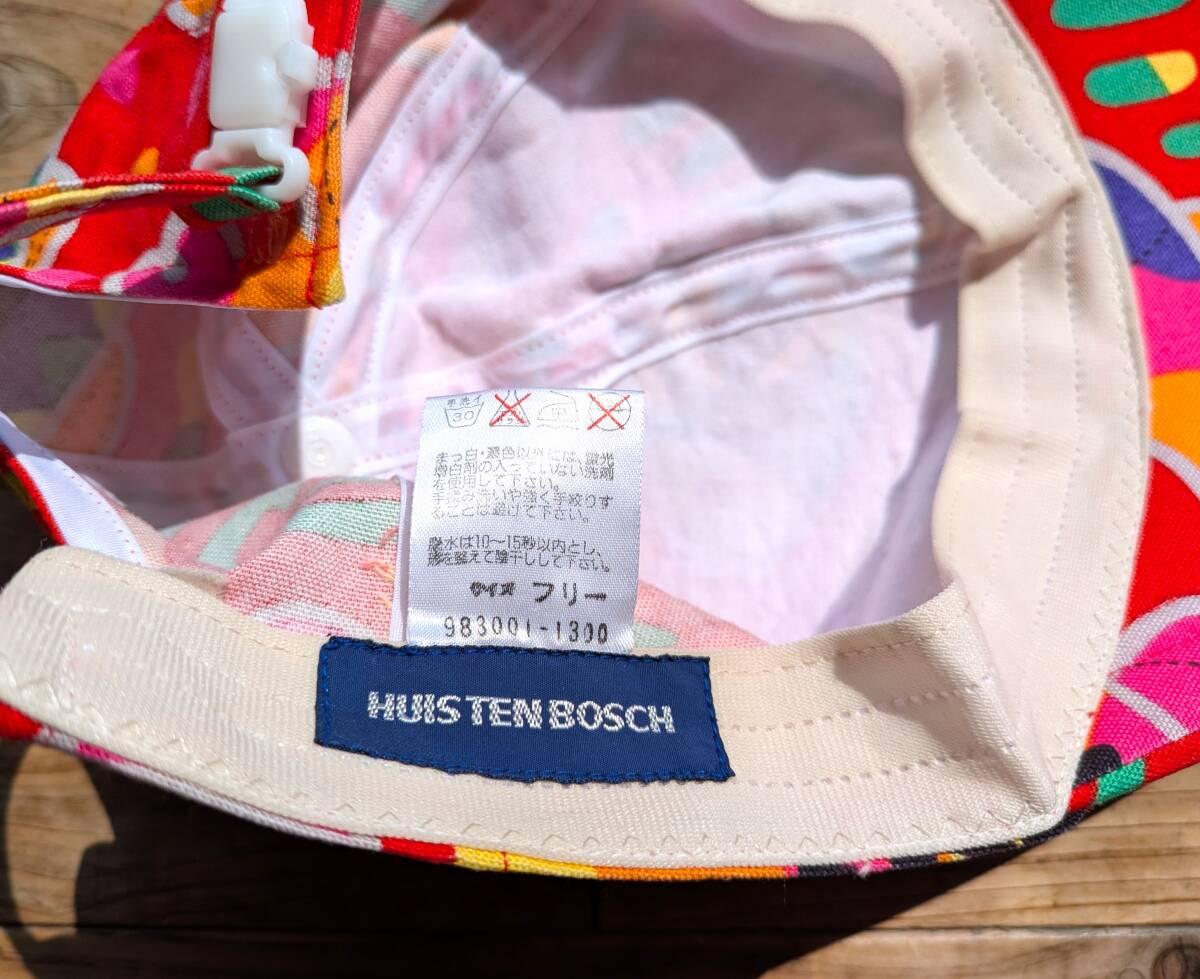 手洗イ
30
中
まっ白・濃色以外には、蛍光
増白剤の入っていない洗剤
を使用して下さい。
手揉み洗いや強く手絞りす
ることは避けて下さい。
脱水は10～15秒以内とし、
形を整えて陰干しして下さい。
サイズ フリー
983001-1300
HUIS TEN BOSCH